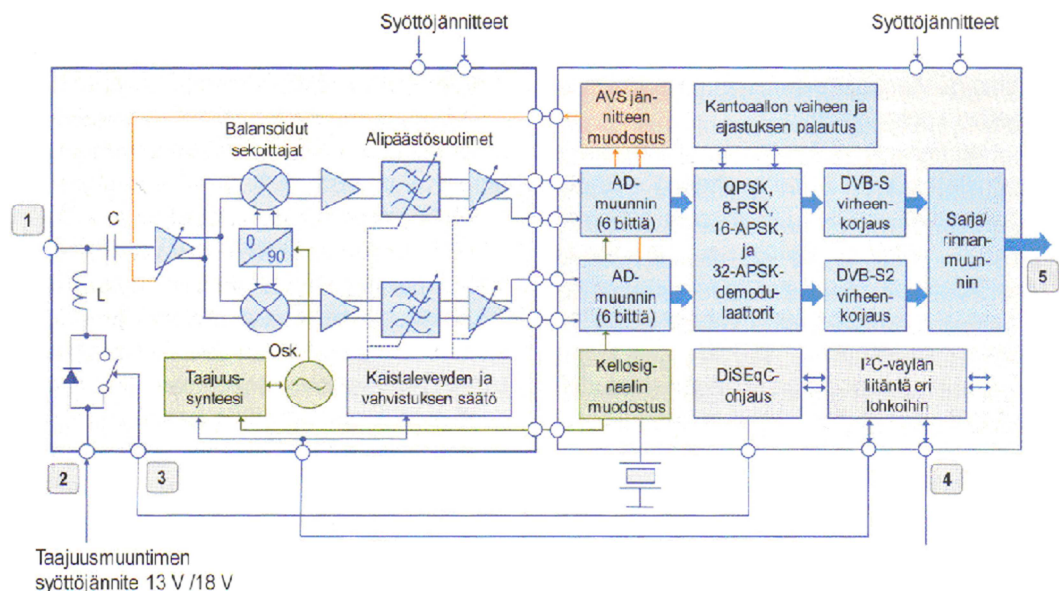 Syöttöjännitteet
Syöttöjännitteet
AVS jän-
nitteen
muodostus
Kantoaallon vaiheen ja
ajastuksen palautus
Balansoidut
sekoittajat
Alipäästösuotimet
1
C
0
90
AD-
muunnin
(6 bittiä)
QPSK,
8-PSK,
16-APSK,
ja
32-APSK-
demodu-
laattorit
DVB-S
virheen-
korjaus
Sarja/
rinnan-
muun-
nin
5
L
AD-
muunnin
(6 bittiä)
DVB-S2
virheen-
korjaus
Osk.
Taajuus-
synteesi
Kaistaleveyden ja
vahvistuksen säätö
Kellosig-
naalin
muodostus
DiSEqC-
ohjaus
I²C-väylän
liitäntä eri
lohkoihin
2
3
4
Taajuusmuuntimen
syöttöjännite 13 V /18 V